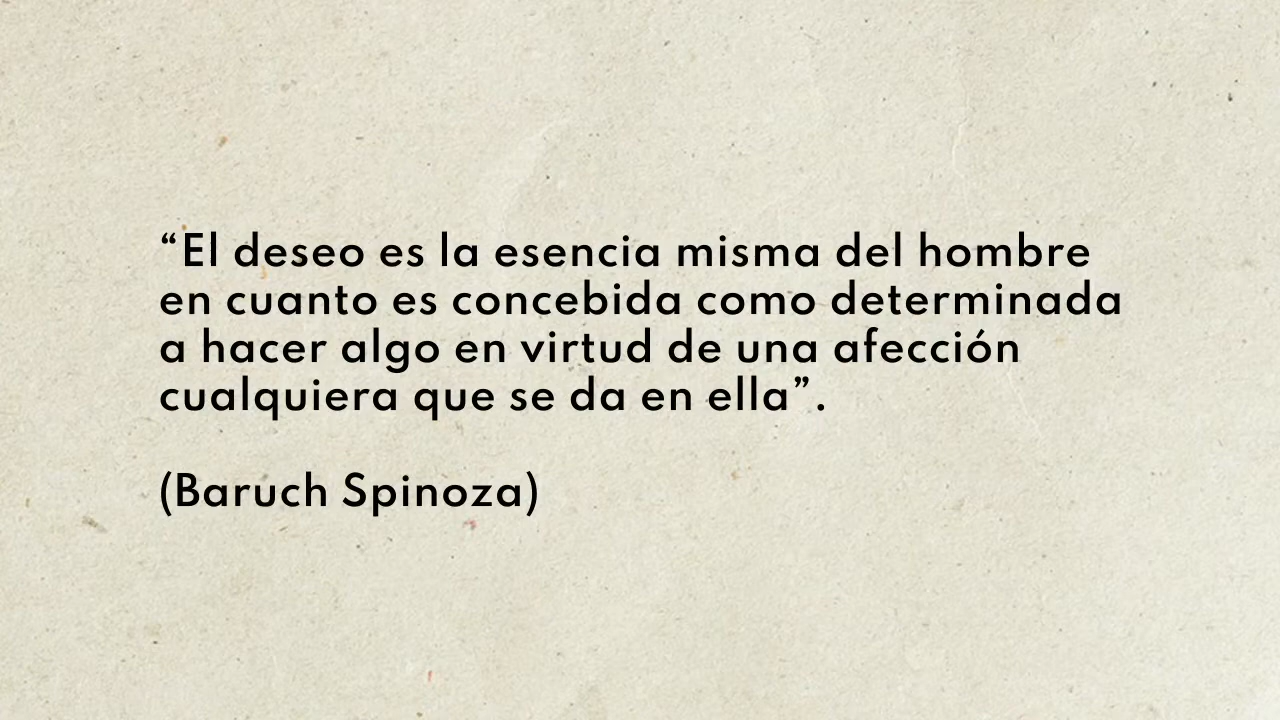 “El deseo es la esencia misma del hombre
en cuanto es concebida como determinada
a hacer algo en virtud de una afección
cualquiera que se da en ella”.
(Baruch Spinoza)